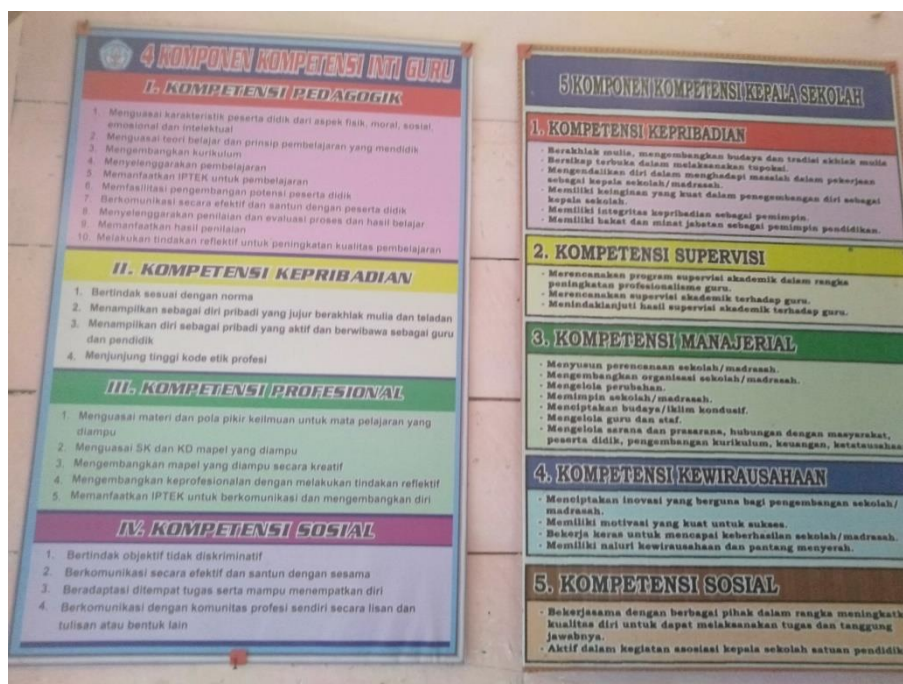 4 KOMPONEN KOMPETENSI INTI GURU
I. KOMPETENSI PEDAGOGIK
1. Menguasai karakteristik peserta didik dari aspek fisik, moral, sosial,
emosional dan intelektual
2. Menguasai teori belajar dan prinsip pembelajaran yang mendidik
3. Mengembangkan kurikulum
4. Menyelenggarakan pembelajaran
5. Memanfaatkan IPTEK untuk pembelajaran
6. Memfasilitasi pengembangan potensi peserta didik
7. Berkomunikasi secara efektif dan santun dengan peserta didik
8. Menyelenggarakan penilaian dan evaluasi proses dan hasil belajar
9. Memanfaatkan hasil penilaian
10. Melakukan tindakan reflektif untuk peningkatan kualitas pembelajaran
II. KOMPETENSI KEPRIBADIAN
1. Bertindak sesuai dengan norma
2. Menampilkan sebagai diri pribadi yang jujur berakhlak mulia dan teladan
3. Menampilkan diri sebagai pribadi yang aktif dan berwibawa sebagai guru
dan pendidik
4. Menjunjung tinggi kode etik profesi
III. KOMPETENSI PROFESIONAL
1. Menguasai materi dan pola pikir keilmuan untuk mata pelajaran yang
diampu
2. Menguasai SK dan KD mapel yang diampu
3. Mengembangkan mapel yang diampu secara kreatif
4. Mengembangkan keprofesionalan dengan melakukan tindakan reflektif
5. Memanfaatkan IPTEK untuk berkomunikasi dan mengembangkan diri
IV. KOMPETENSI SOSIAL
1. Bertindak objektif tidak diskriminatif
2. Berkomunikasi secara efektif dan santun dengan sesama
3. Beradaptasi ditempat tugas serta mampu menempatkan diri
4. Berkomunikasi dengan komunitas profesi sendiri secara lisan dan
tulisan atau bentuk lain
5 KOMPONEN KOMPETENSI KEPALA SEKOLAH
1. KOMPETENSI KEPRIBADIAN
- Berakhlak mulia, mengembangkan budaya dan tradisi akhlak mulia
- Bersikap terbuka dalam melaksanakan tupoksi.
- Mengendalikan diri dalam menghadapi masalah dalam pekerjaan
sebagai kepala sekolah/madrasah.
- Memiliki keinginan yang kuat dalam penegembangan diri sebagai
kepala sekolah.
- Memiliki integritas kepribadian sebagai pemimpin.
- Memiliki bakat dan minat jabatan sebagai pemimpin pendidikan.
2. KOMPETENSI SUPERVISI
- Merencanakan program supervisi akademik dalam rangka
peningkatan profesionalisme guru.
- Merencanakan supervisi akademik terhadap guru.
- Menindaklanjuti hasil supervisi akademik terhadap guru.
3. KOMPETENSI MANAJERIAL
- Menyusun perencanaan sekolah/madrasah.
- Mengembangkan organisasi sekolah/madrasah.
- Mengelola perubahan.
- Memimpin sekolah/madrasah.
- Menciptakan budaya/iklim kondusif.
- Mengelola guru dan staf.
- Mengelola sarana dan prasarana, hubungan dengan masyarakat,
peserta didik, pengembangan kurikulum, keuangan, ketatausahaa
4. KOMPETENSI KEWIRAUSAHAAN
- Menciptakan inovasi yang berguna bagi pengembangan sekolah/
madrasah.
- Memiliki motivasi yang kuat untuk sukses.
- Bekerja keras untuk mencapai keberhasilan sekolah/madrasah.
- Memiliki naluri kewirausahaan dan pantang menyerah.
5. KOMPETENSI SOSIAL
- Bekerjasama dengan berbagai pihak dalam rangka meningkatk
kualitas diri untuk dapat melaksanakan tugas dan tanggung
jawabnya.
- Aktif dalam kegiatan asosiasi kepala sekolah satuan pendidik